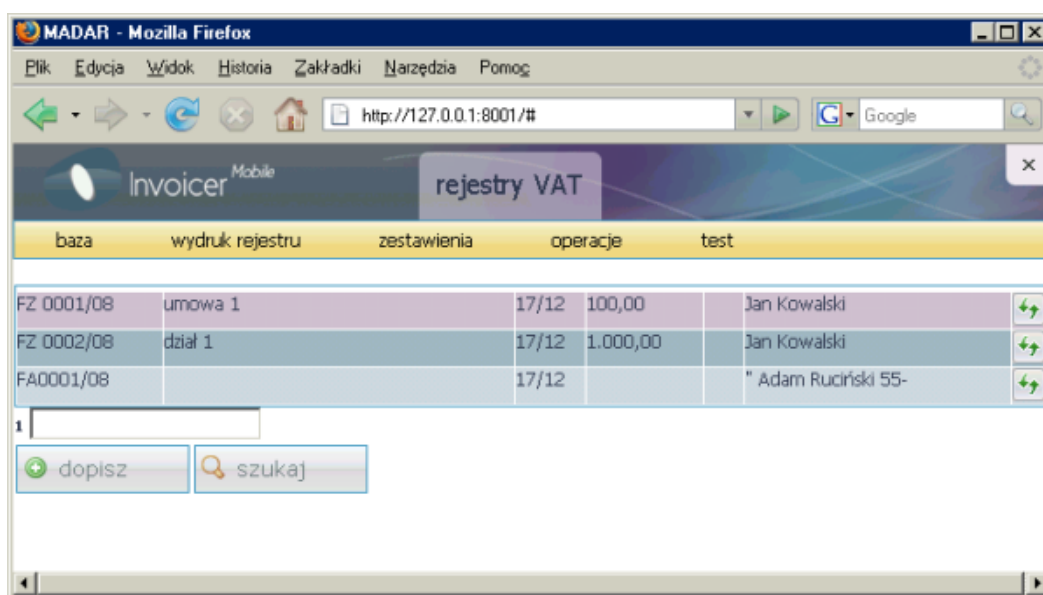 MADAR - Mozilla Firefox
Plik Edycja Widok Historia Zakładki Narzędzia Pomoc
http://127.0.0.1:8001/# G Google
Invoicer Mobile rejestry VAT
baza wydruk rejestru zestawienia operacje test
FZ 0001/08 umowa 1 17/12 100,00 Jan Kowalski
FZ 0002/08 dział 1 17/12 1.000,00 Jan Kowalski
FA0001/08 17/12 " Adam Ruciński 55-
1
dopisz szukaj